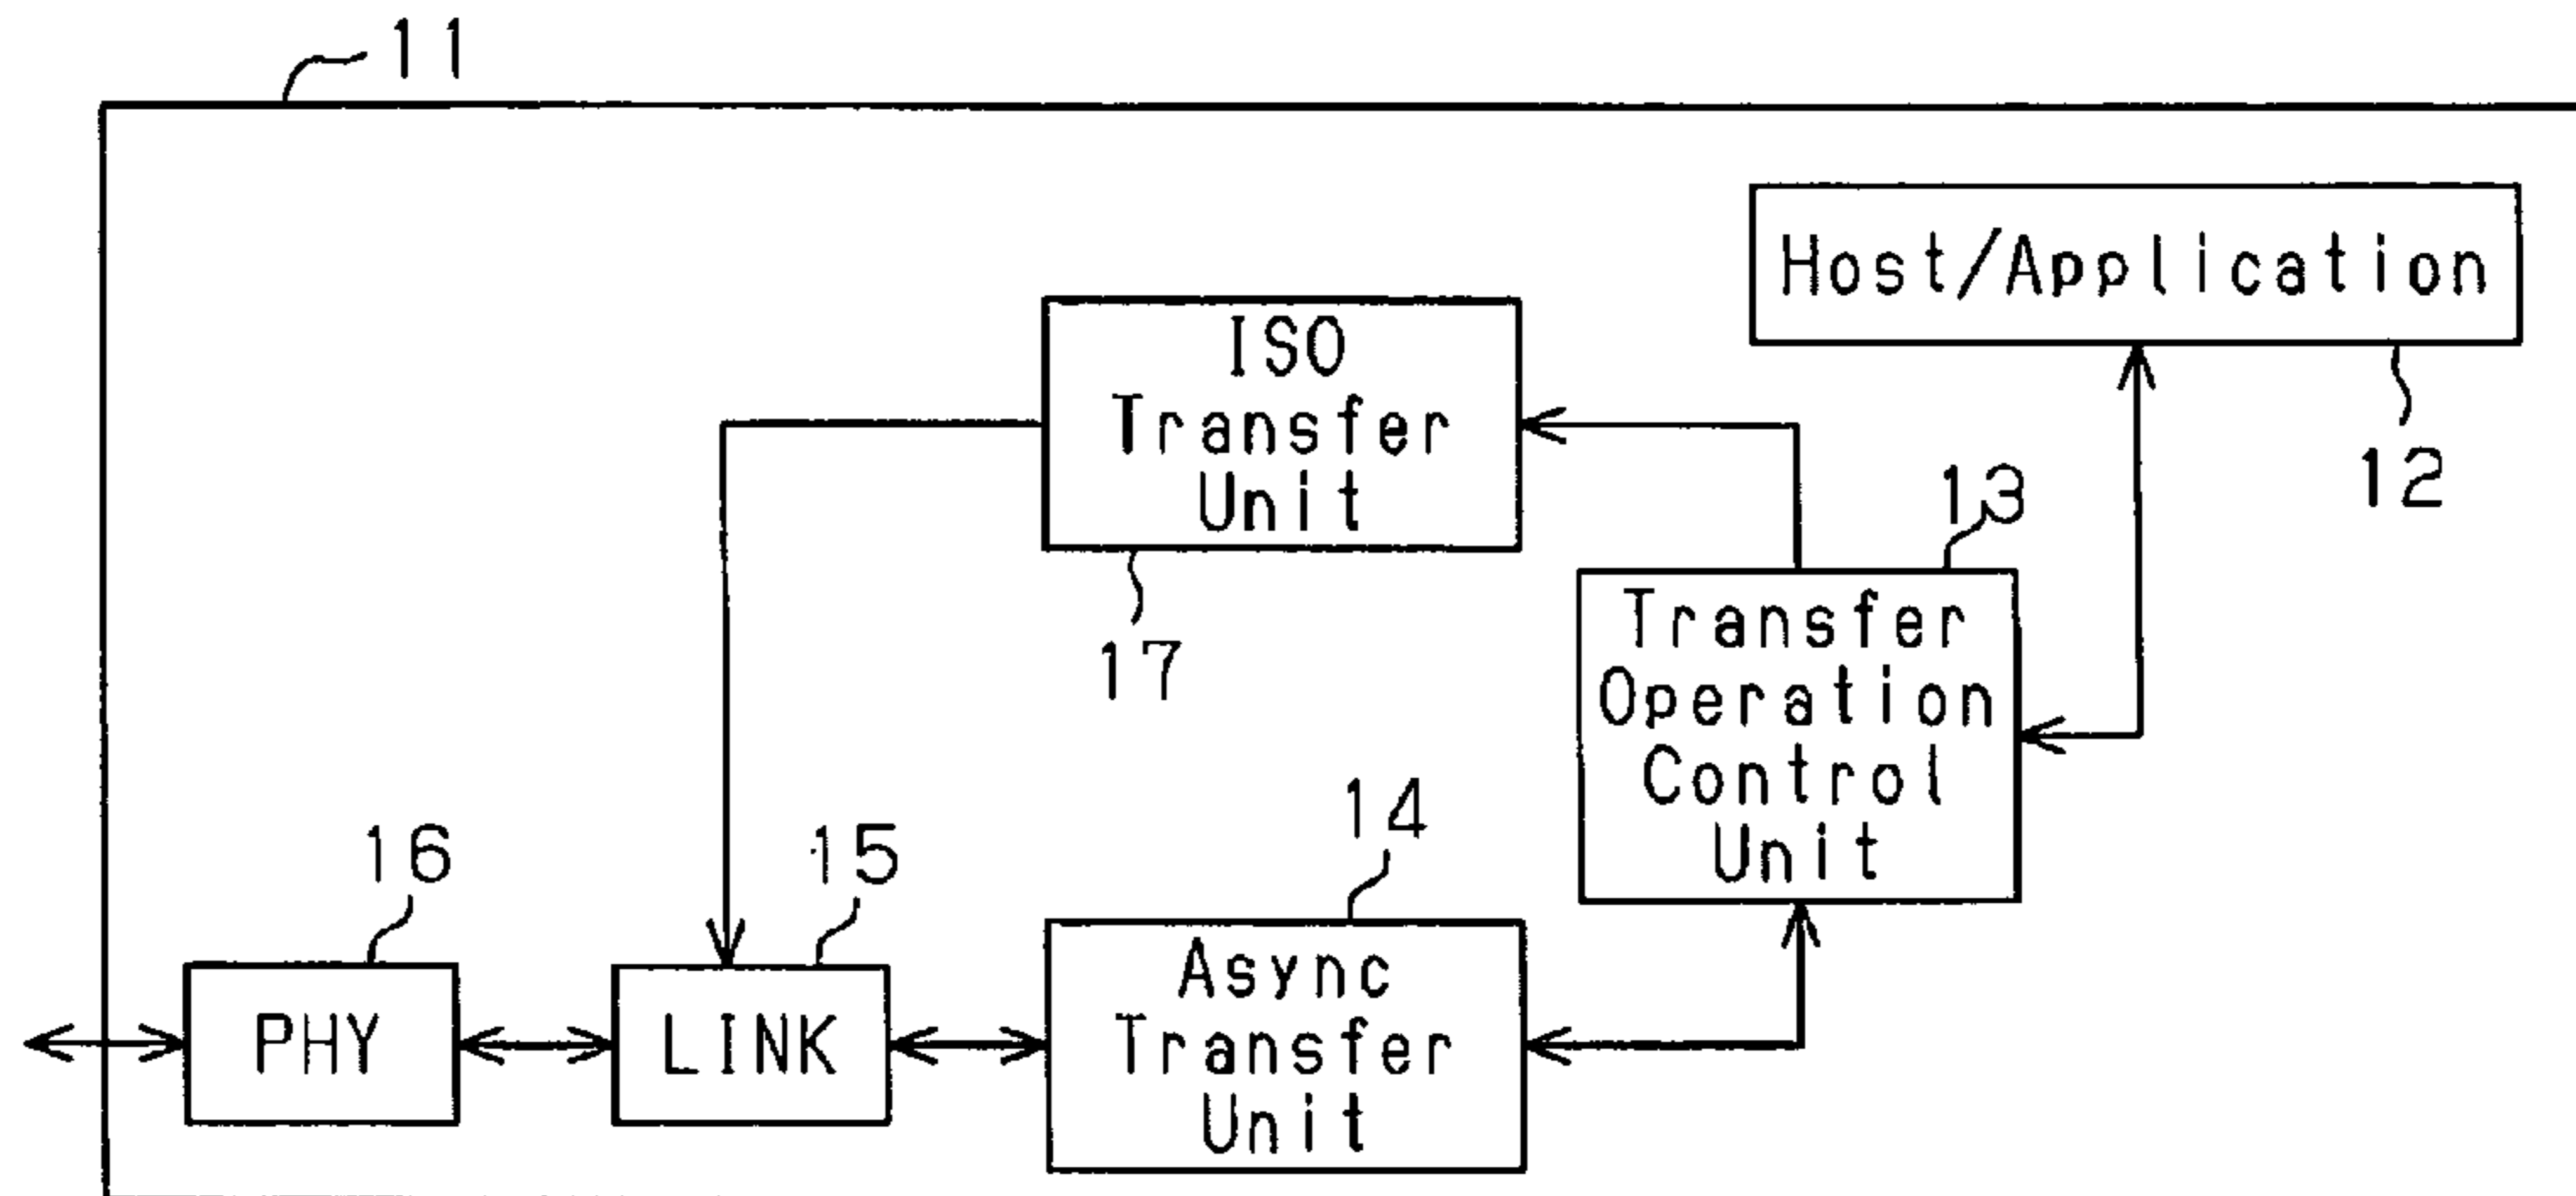 11
Host/Application
12
ISO
Transfer
Unit
17
13
Transfer
Operation
Control
Unit
14
Async
Transfer
Unit
15
LINK
16
PHY